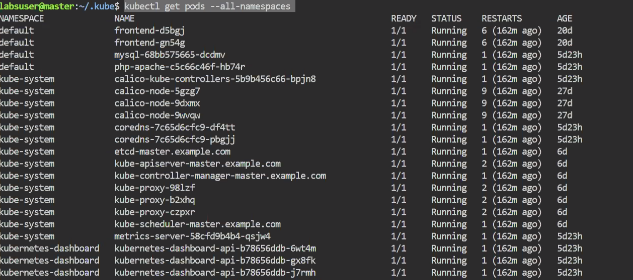 labsuser@master:~/.kube$ kubectl get pods --all-namespaces
NAMESPACE NAME READY STATUS RESTARTS AGE
default frontend-d5bgj 1/1 Running 6 (162m ago) 20d
default frontend-gn54g 1/1 Running 6 (162m ago) 20d
default mysql-68bb575665-dcdmv 1/1 Running 1 (162m ago) 5d23h
default php-apache-c5c66c46f-hb74r 1/1 Running 1 (162m ago) 5d23h
kube-system calico-kube-controllers-5b9b456c66-bpjn8 1/1 Running 1 (162m ago) 5d23h
kube-system calico-node-5gzg7 1/1 Running 9 (162m ago) 27d
kube-system calico-node-9dxmx 1/1 Running 9 (162m ago) 27d
kube-system calico-node-9wvqw 1/1 Running 9 (162m ago) 27d
kube-system coredns-7c65d6cfc9-df4tt 1/1 Running 1 (162m ago) 5d23h
kube-system coredns-7c65d6cfc9-pbgjj 1/1 Running 1 (162m ago) 5d23h
kube-system etcd-master.example.com 1/1 Running 1 (162m ago) 6d
kube-system kube-apiserver-master.example.com 1/1 Running 2 (162m ago) 6d
kube-system kube-controller-manager-master.example.com 1/1 Running 1 (162m ago) 6d
kube-system kube-proxy-98lzf 1/1 Running 2 (162m ago) 6d
kube-system kube-proxy-b2xhq 1/1 Running 2 (162m ago) 6d
kube-system kube-proxy-czpxr 1/1 Running 2 (162m ago) 6d
kube-system kube-scheduler-master.example.com 1/1 Running 1 (162m ago) 6d
kube-system metrics-server-58cfd9b4b4-qsjw4 1/1 Running 1 (162m ago) 5d23h
kubernetes-dashboard kubernetes-dashboard-api-b78656ddb-6wt4m 1/1 Running 1 (162m ago) 5d23h
kubernetes-dashboard kubernetes-dashboard-api-b78656ddb-gx8fk 1/1 Running 1 (162m ago) 5d23h
kubernetes-dashboard kubernetes-dashboard-api-b78656ddb-j7rmh 1/1 Running 1 (162m ago) 5d23h